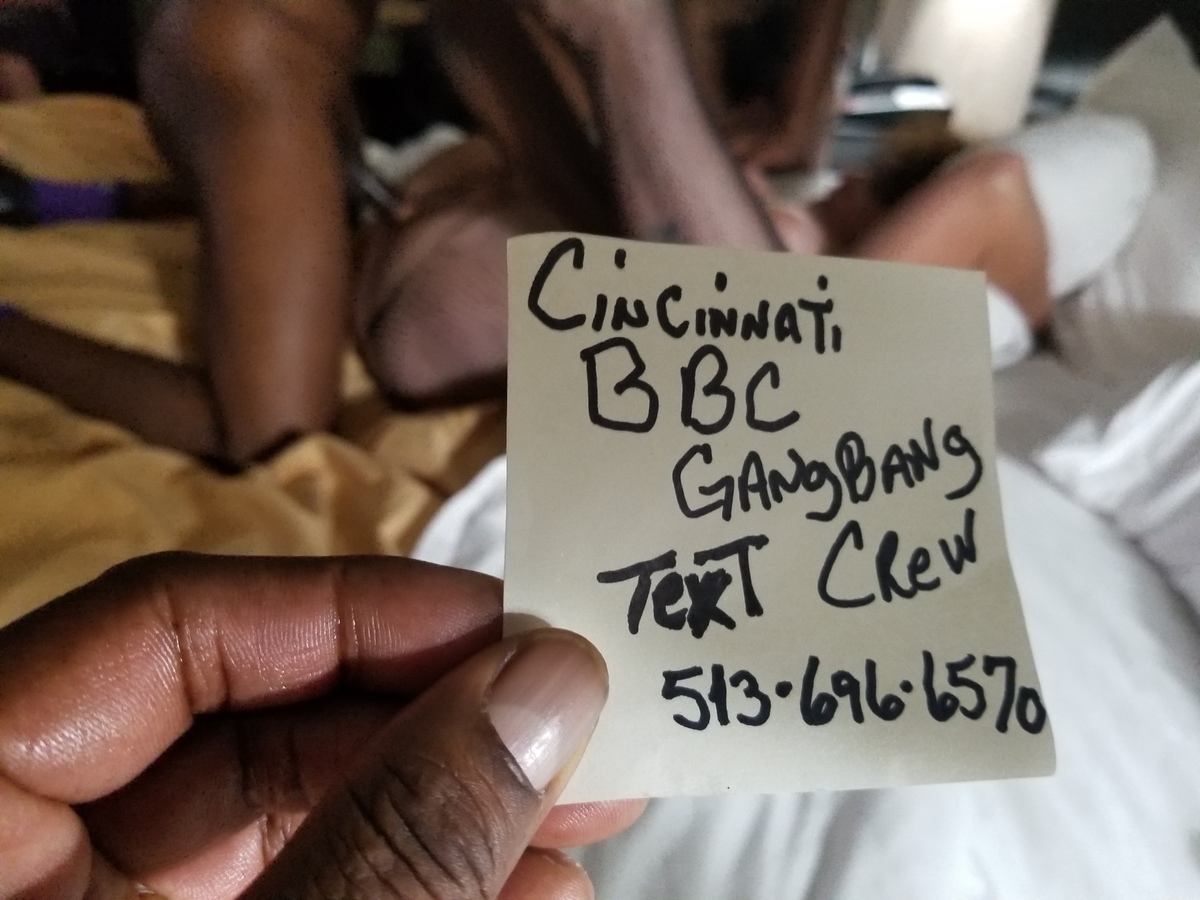 CINCINNATI
BBC
GANGBANG
TEXT CREW
513·696·6570